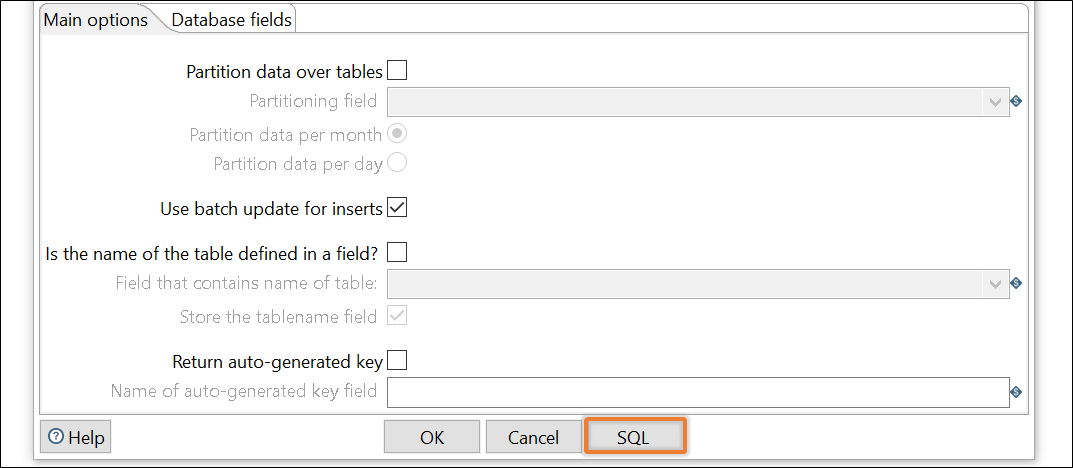 Main options Database fields
Partition data over tables
Partitioning field
Partition data per month
Partition data per day
Use batch update for inserts
Is the name of the table defined in a field?
Field that contains name of table:
Store the tablename field
Return auto-generated key
Name of auto-generated key field
Help OK Cancel SQL